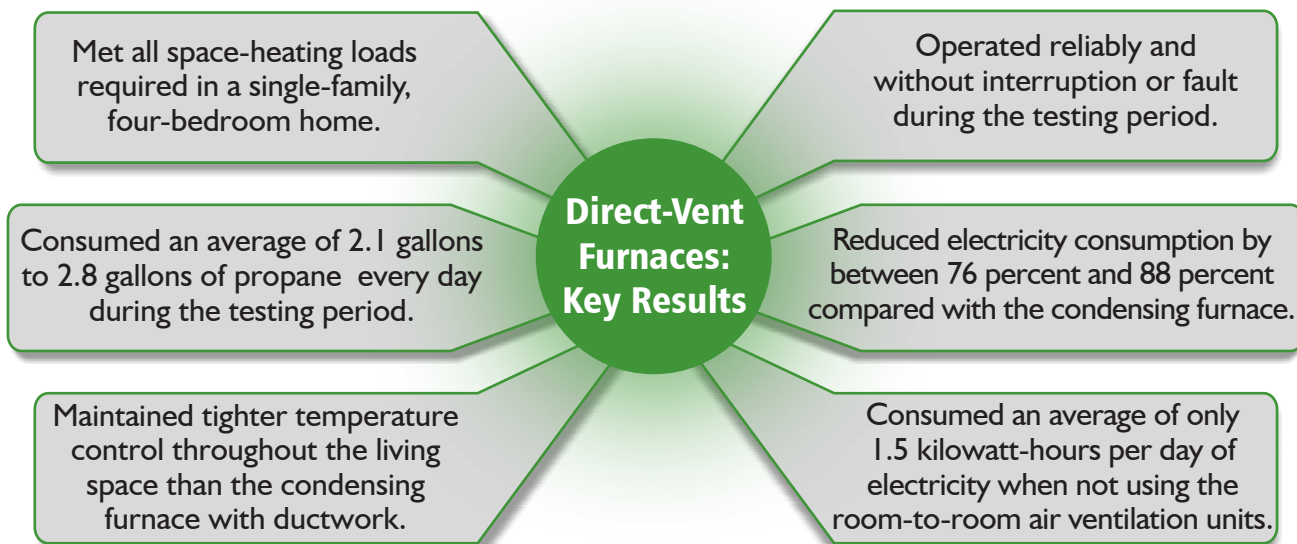 Met all space-heating loads
required in a single-family,
four-bedroom home.
Operated reliably and
without interruption or fault
during the testing period.
Direct-Vent
Furnaces:
Key Results
Consumed an average of 2.1 gallons
to 2.8 gallons of propane every day
during the testing period.
Reduced electricity consumption by
between 76 percent and 88 percent
compared with the condensing furnace.
Maintained tighter temperature
control throughout the living
space than the condensing
furnace with ductwork.
Consumed an average of only
1.5 kilowatt-hours per day of
electricity when not using the
room-to-room air ventilation units.